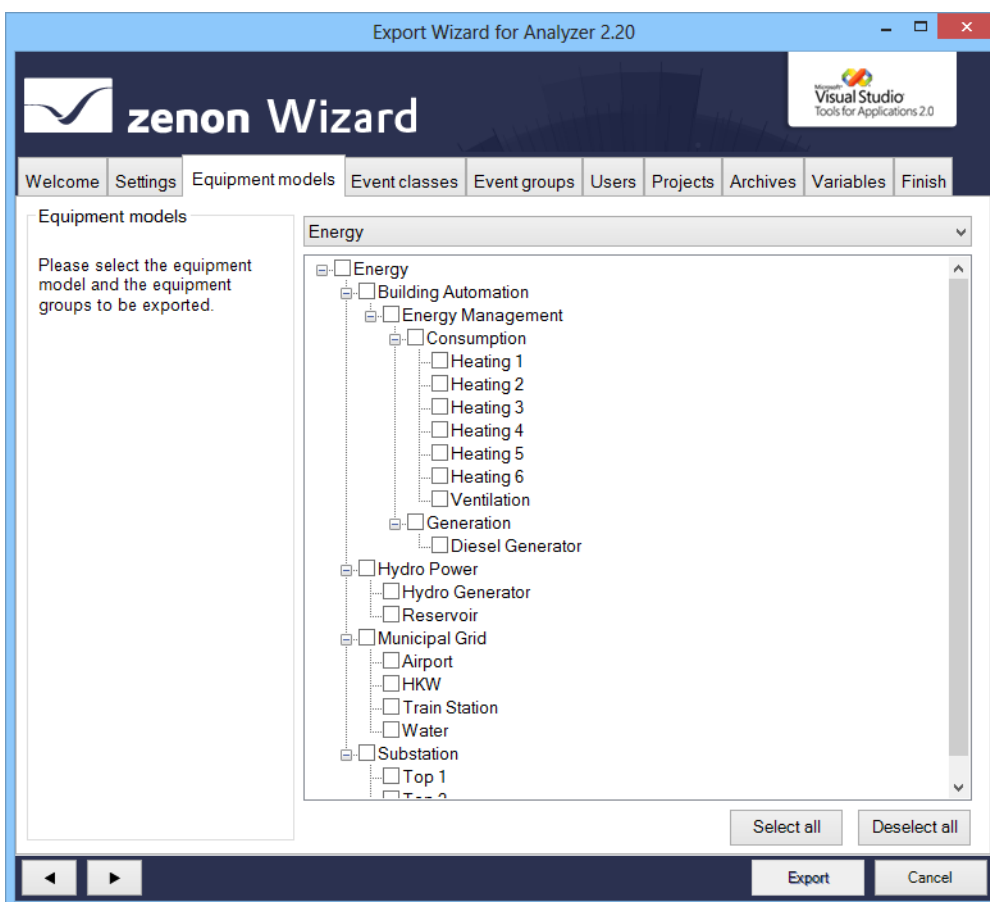 Export Wizard for Analyzer 2.20
Microsoft
Visual Studio
Tools for Applications 2.0
zenon Wizard
Welcome Settings Equipment models Event classes Event groups Users Projects Archives Variables Finish
Equipment models
Please select the equipment
model and the equipment
groups to be exported.
Energy
Energy
Building Automation
Energy Management
Consumption
Heating 1
Heating 2
Heating 3
Heating 4
Heating 5
Heating 6
Ventilation
Generation
Diesel Generator
Hydro Power
Hydro Generator
Reservoir
Municipal Grid
Airport
HKW
Train Station
Water
Substation
Top 1
Select all Deselect all
Export Cancel